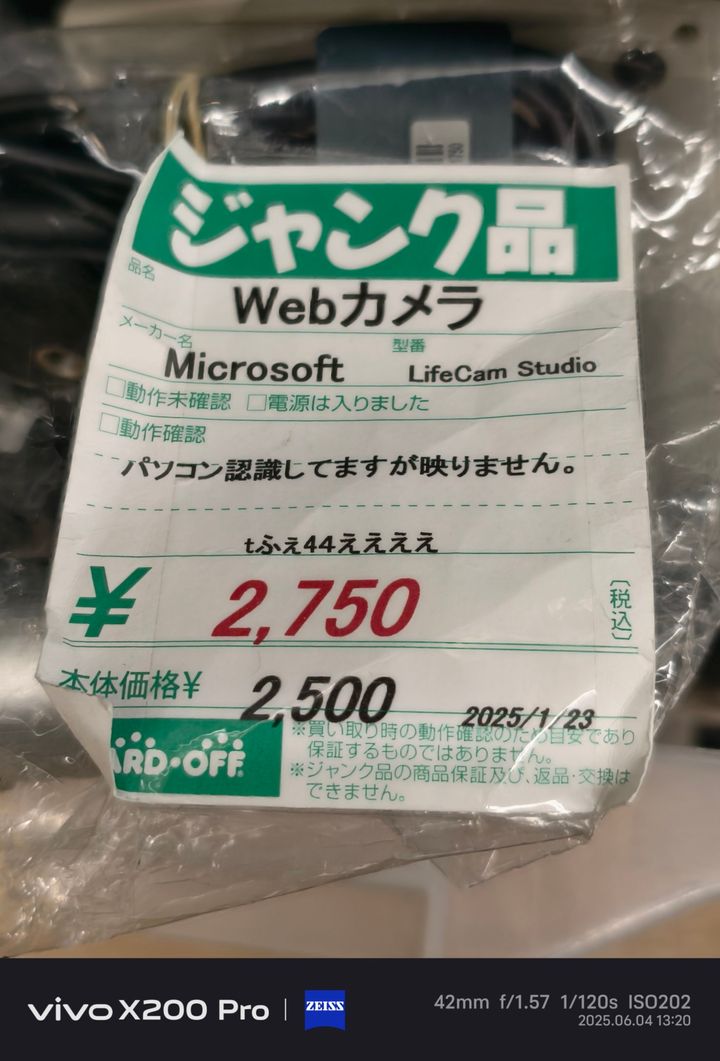 ジャンク品
品名
Webカメラ
メーカー名 型番
Microsoft LifeCam Studio
□動作未確認 □電源は入りました
□動作確認
パソコン認識してますが映りません。
tふぇ44ええええ
¥ 2,750 〔税込〕
本体価格¥ 2,500 2025/1/23
ARD・OFF
※買い取り時の動作確認のため目安であり
保証するものではありません。
※ジャンク品の商品保証及び、返品・交換は
できません。
vivo X200 Pro | ZEISS 42mm f/1.57 1/120s ISO202
2025.06.04 13:20